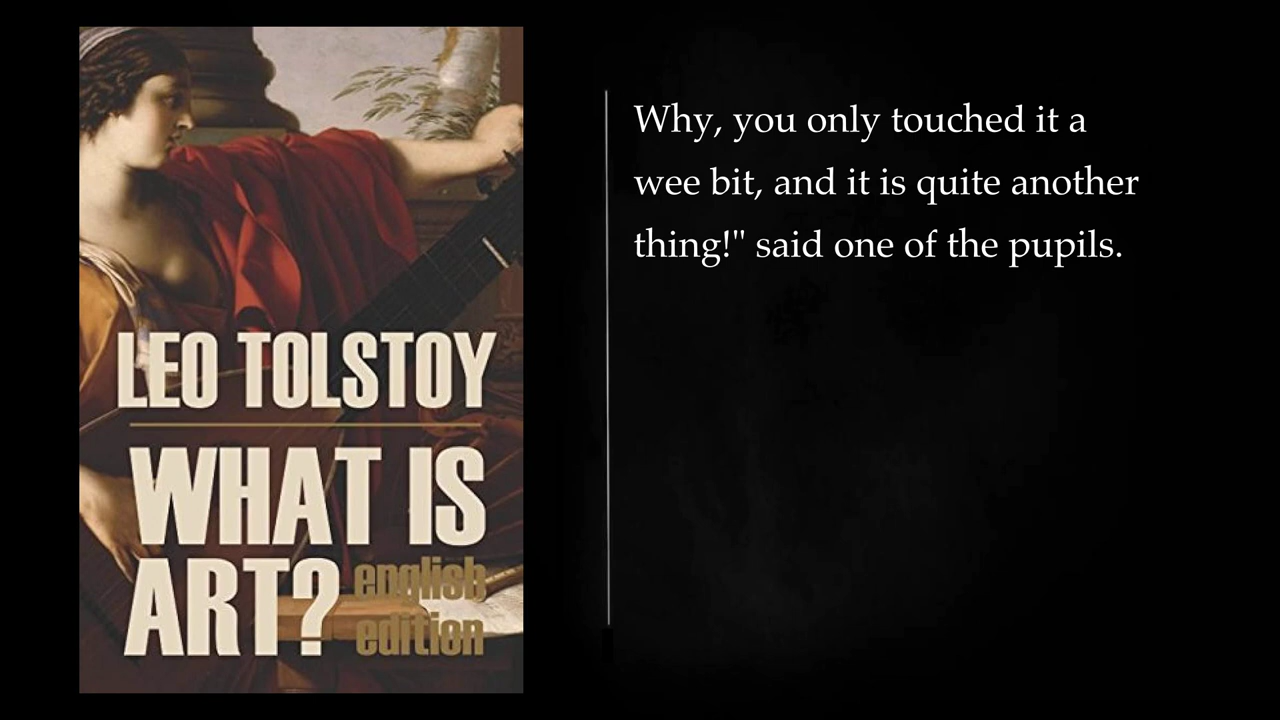 LEO TOLSTOY
WHAT IS
ART? english
edition
Why, you only touched it a
wee bit, and it is quite another
thing!" said one of the pupils.